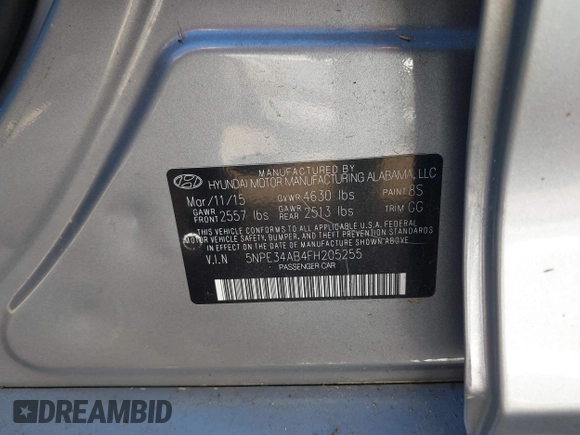 MANUFACTURED BY
HYUNDAI MOTOR MANUFACTURING ALABAMA, LLC
Mar/11/15 GVWR 4630 lbs PAINT 8S
GAWR FRONT 2557 lbs GAWR REAR 2513 lbs TRIM GG
THIS VEHICLE CONFORMS TO ALL APPLICABLE U.S.A. FEDERAL
MOTOR VEHICLE SAFETY, BUMPER, AND THEFT PREVENTION
STANDARDS IN EFFECT ON THE DATE OF MANUFACTURE SHOWN ABOVE
V.I.N 5NPE34AB4FH205255
PASSENGER CAR
DREAMBID